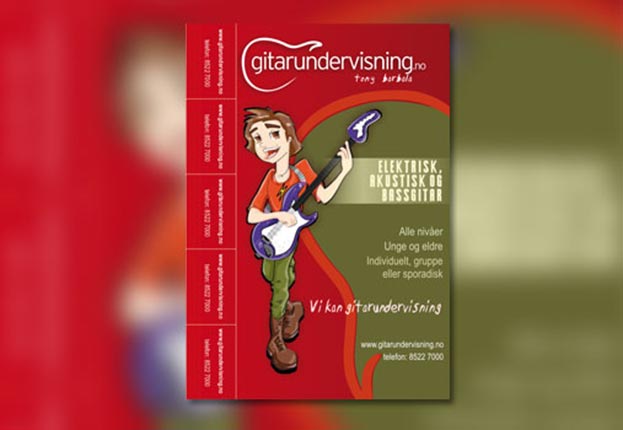 gitarundervisning.no
tony borbolo
ELEKTRISK,
AKUSTISK OG
BASSGITAR
Alle nivåer
Unge og eldre
Individuelt, gruppe
eller sporadisk
Vi kan gitarundervisning
www.gitarundervisning.no
telefon: 8522 7000
www.gitarundervisning.no
telefon: 8522 7000
www.gitarundervisning.no
telefon: 8522 7000
www.gitarundervisning.no
telefon: 8522 7000
www.gitarundervisning.no
telefon: 8522 7000
www.gitarundervisning.no
telefon: 8522 7000